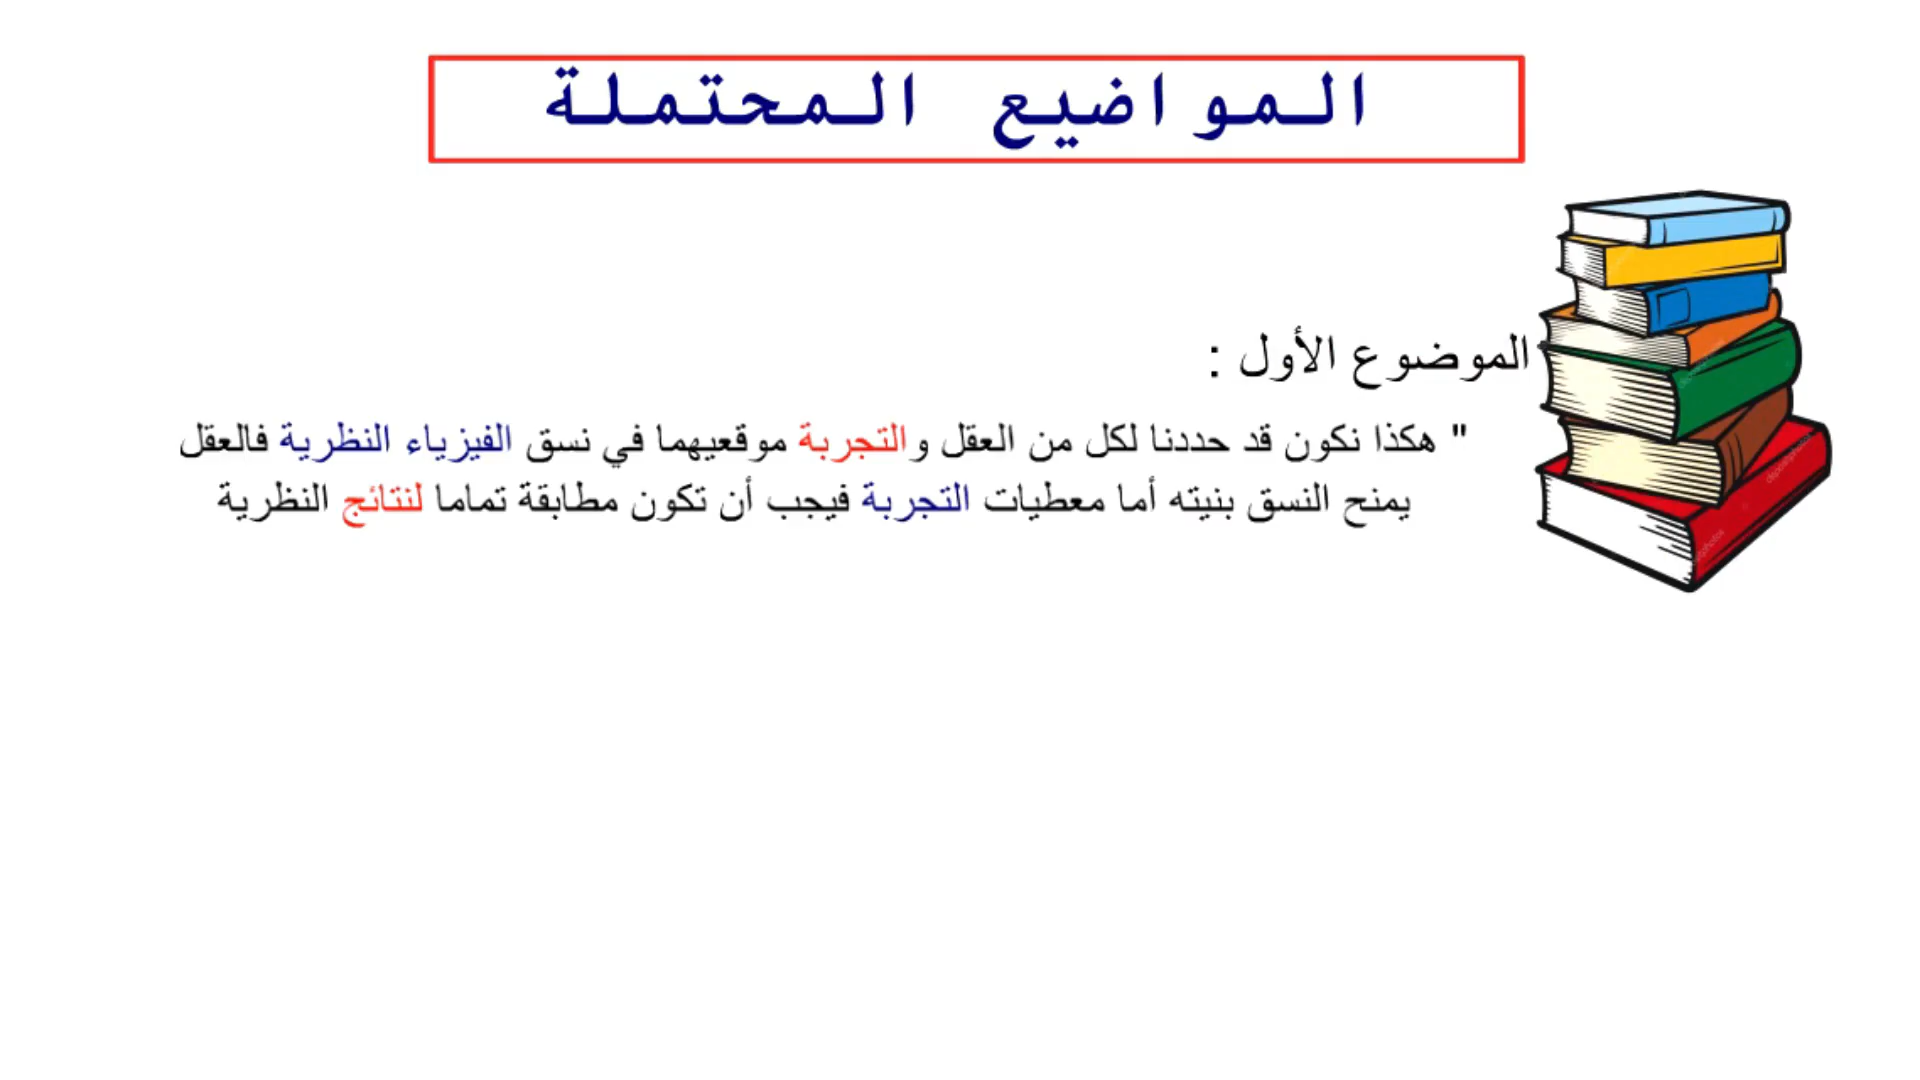 المواضيع المحتملة
الموضوع الأول :
" هكذا نكون قد حددنا لكل من العقل والتجربة موقعيهما في نسق الفيزياء النظرية فالعقل
يمنح النسق بنيته أما معطيات التجربة فيجب أن تكون مطابقة تماما لنتائج النظرية